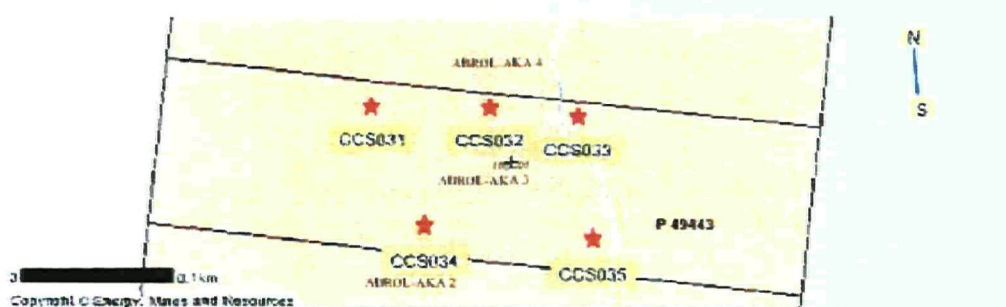 N
ABROL-AKA 4
S
CCS031 CCS032 CCS033
ABROL-AKA 3
P 49443
CCS034
CCS035
0.1km
ABROL-AKA 2
Copyright © Energy, Mines and Resources